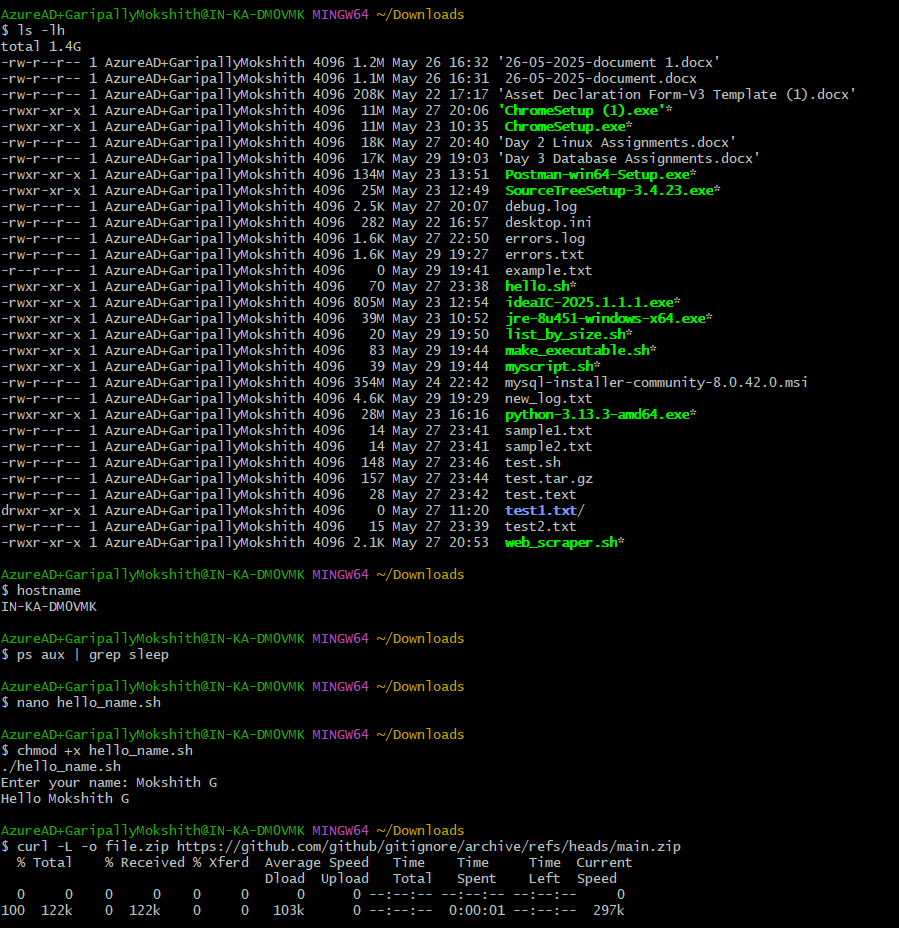 AzureAD+GaripallyMokshith@IN-KA-DM0VMK MINGW64 ~/Downloads
$ ls -lh
total 1.4G
-rw-r--r-- 1 AzureAD+GaripallyMokshith 4096 1.2M May 26 16:32 '26-05-2025-document 1.docx'
-rw-r--r-- 1 AzureAD+GaripallyMokshith 4096 1.1M May 26 16:31 26-05-2025-document.docx
-rw-r--r-- 1 AzureAD+GaripallyMokshith 4096 208K May 22 17:17 'Asset Declaration Form-V3 Template (1).docx'
-rwxr-xr-x 1 AzureAD+GaripallyMokshith 4096 11M May 27 20:06 'ChromeSetup (1).exe'*
-rwxr-xr-x 1 AzureAD+GaripallyMokshith 4096 11M May 23 10:35 ChromeSetup.exe*
-rw-r--r-- 1 AzureAD+GaripallyMokshith 4096 18K May 27 20:40 'Day 2 Linux Assignments.docx'
-rw-r--r-- 1 AzureAD+GaripallyMokshith 4096 17K May 29 19:03 'Day 3 Database Assignments.docx'
-rwxr-xr-x 1 AzureAD+GaripallyMokshith 4096 134M May 23 13:51 Postman-win64-Setup.exe*
-rwxr-xr-x 1 AzureAD+GaripallyMokshith 4096 25M May 23 12:49 SourceTreeSetup-3.4.23.exe*
-rw-r--r-- 1 AzureAD+GaripallyMokshith 4096 2.5K May 27 20:07 debug.log
-rw-r--r-- 1 AzureAD+GaripallyMokshith 4096 282 May 22 16:57 desktop.ini
-rw-r--r-- 1 AzureAD+GaripallyMokshith 4096 1.6K May 27 22:50 errors.log
-rw-r--r-- 1 AzureAD+GaripallyMokshith 4096 1.6K May 29 19:27 errors.txt
-r--r--r-- 1 AzureAD+GaripallyMokshith 4096 0 May 29 19:41 example.txt
-rwxr-xr-x 1 AzureAD+GaripallyMokshith 4096 70 May 27 23:38 hello.sh*
-rwxr-xr-x 1 AzureAD+GaripallyMokshith 4096 805M May 23 12:54 ideaIC-2025.1.1.1.exe*
-rwxr-xr-x 1 AzureAD+GaripallyMokshith 4096 39M May 23 10:52 jre-8u451-windows-x64.exe*
-rwxr-xr-x 1 AzureAD+GaripallyMokshith 4096 20 May 29 19:50 list_by_size.sh*
-rwxr-xr-x 1 AzureAD+GaripallyMokshith 4096 83 May 29 19:44 make_executable.sh*
-rwxr-xr-x 1 AzureAD+GaripallyMokshith 4096 39 May 29 19:44 myscript.sh*
-rw-r--r-- 1 AzureAD+GaripallyMokshith 4096 354M May 24 22:42 mysql-installer-community-8.0.42.0.msi
-rw-r--r-- 1 AzureAD+GaripallyMokshith 4096 4.6K May 29 19:29 new_log.txt
-rwxr-xr-x 1 AzureAD+GaripallyMokshith 4096 28M May 23 16:16 python-3.13.3-amd64.exe*
-rw-r--r-- 1 AzureAD+GaripallyMokshith 4096 14 May 27 23:41 sample1.txt
-rw-r--r-- 1 AzureAD+GaripallyMokshith 4096 14 May 27 23:41 sample2.txt
-rw-r--r-- 1 AzureAD+GaripallyMokshith 4096 148 May 27 23:46 test.sh
-rw-r--r-- 1 AzureAD+GaripallyMokshith 4096 157 May 27 23:44 test.tar.gz
-rw-r--r-- 1 AzureAD+GaripallyMokshith 4096 28 May 27 23:42 test.text
drwxr-xr-x 1 AzureAD+GaripallyMokshith 4096 0 May 27 11:20 test1.txt/
-rw-r--r-- 1 AzureAD+GaripallyMokshith 4096 15 May 27 23:39 test2.txt
-rwxr-xr-x 1 AzureAD+GaripallyMokshith 4096 2.1K May 27 20:53 web_scraper.sh*
AzureAD+GaripallyMokshith@IN-KA-DM0VMK MINGW64 ~/Downloads
$ hostname
IN-KA-DM0VMK
AzureAD+GaripallyMokshith@IN-KA-DM0VMK MINGW64 ~/Downloads
$ ps aux | grep sleep
AzureAD+GaripallyMokshith@IN-KA-DM0VMK MINGW64 ~/Downloads
$ nano hello_name.sh
AzureAD+GaripallyMokshith@IN-KA-DM0VMK MINGW64 ~/Downloads
$ chmod +x hello_name.sh
./hello_name.sh
Enter your name: Mokshith G
Hello Mokshith G
AzureAD+GaripallyMokshith@IN-KA-DM0VMK MINGW64 ~/Downloads
$ curl -L -o file.zip https://github.com/github/gitignore/archive/refs/heads/main.zip
% Total % Received % Xferd Average Speed Time Time Time Current
Dload Upload Total Spent Left Speed
0 0 0 0 0 0 0 0 --:--:-- --:--:-- --:--:-- 0
100 122k 0 122k 0 0 103k 0 --:--:-- 0:00:01 --:--:-- 297k